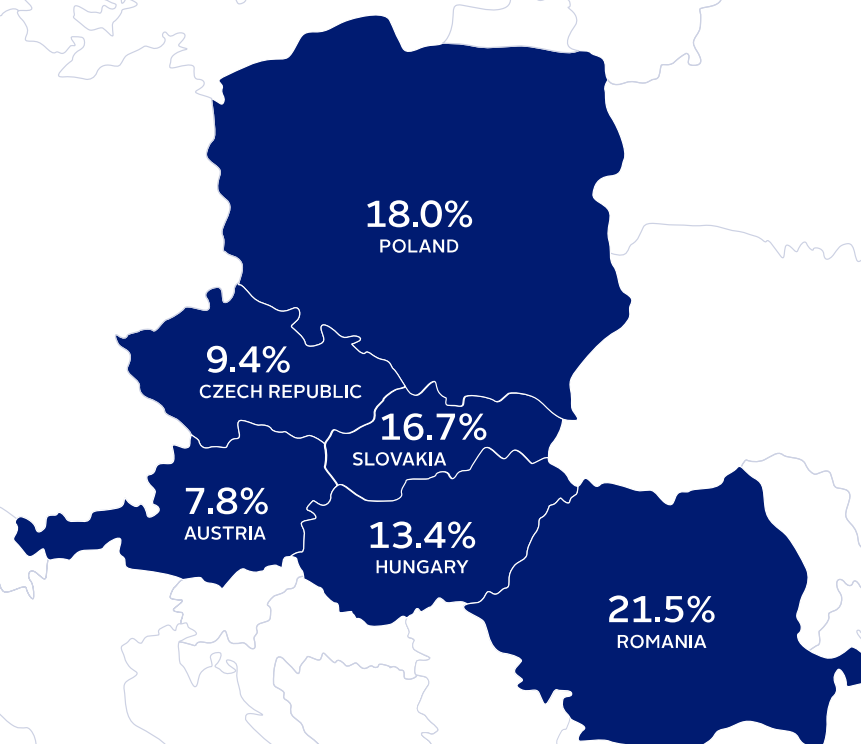 18.0%
POLAND
9.4%
CZECH REPUBLIC
16.7%
SLOVAKIA
7.8%
AUSTRIA
13.4%
HUNGARY
21.5%
ROMANIA